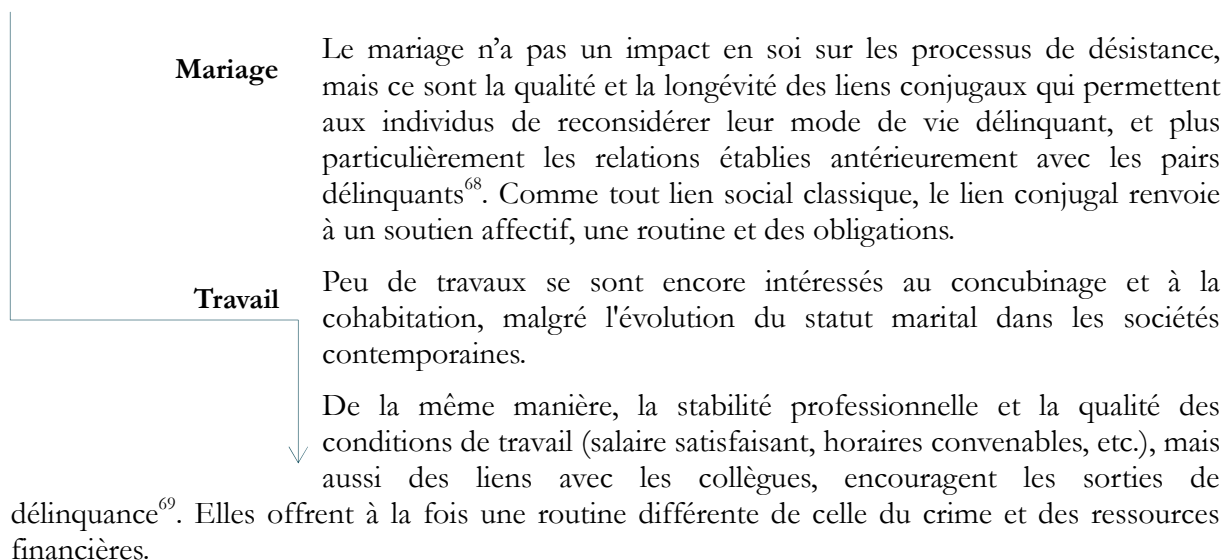 Mariage
Le mariage n’a pas un impact en soi sur les processus de désistance,
mais ce sont la qualité et la longévité des liens conjugaux qui permettent
aux individus de reconsidérer leur mode de vie délinquant, et plus
particulièrement les relations établies antérieurement avec les pairs
délinquants68. Comme tout lien social classique, le lien conjugal renvoie
à un soutien affectif, une routine et des obligations.
Travail
Peu de travaux se sont encore intéressés au concubinage et à la
cohabitation, malgré l'évolution du statut marital dans les sociétés
contemporaines.
De la même manière, la stabilité professionnelle et la qualité des
conditions de travail (salaire satisfaisant, horaires convenables, etc.), mais
aussi des liens avec les collègues, encouragent les sorties de
délinquance69. Elles offrent à la fois une routine différente de celle du crime et des ressources
financières.